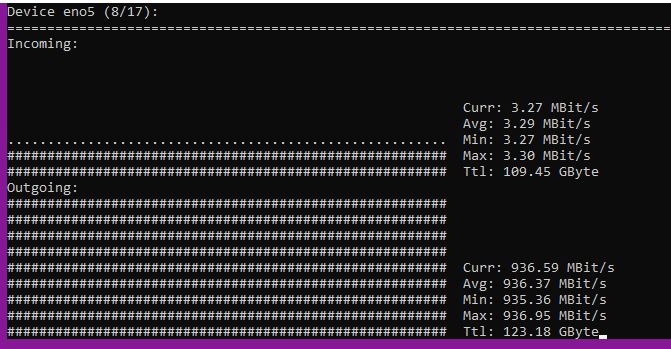 Device eno5 (8/17):
===================================================================================
Incoming:
Curr: 3.27 MBit/s
Avg: 3.29 MBit/s
....................................................... Min: 3.27 MBit/s
####################################################### Max: 3.30 MBit/s
####################################################### Ttl: 109.45 GByte
Outgoing:
#######################################################
#######################################################
#######################################################
#######################################################
####################################################### Curr: 936.59 MBit/s
####################################################### Avg: 936.37 MBit/s
####################################################### Min: 935.36 MBit/s
####################################################### Max: 936.95 MBit/s
####################################################### Ttl: 123.18 GByte